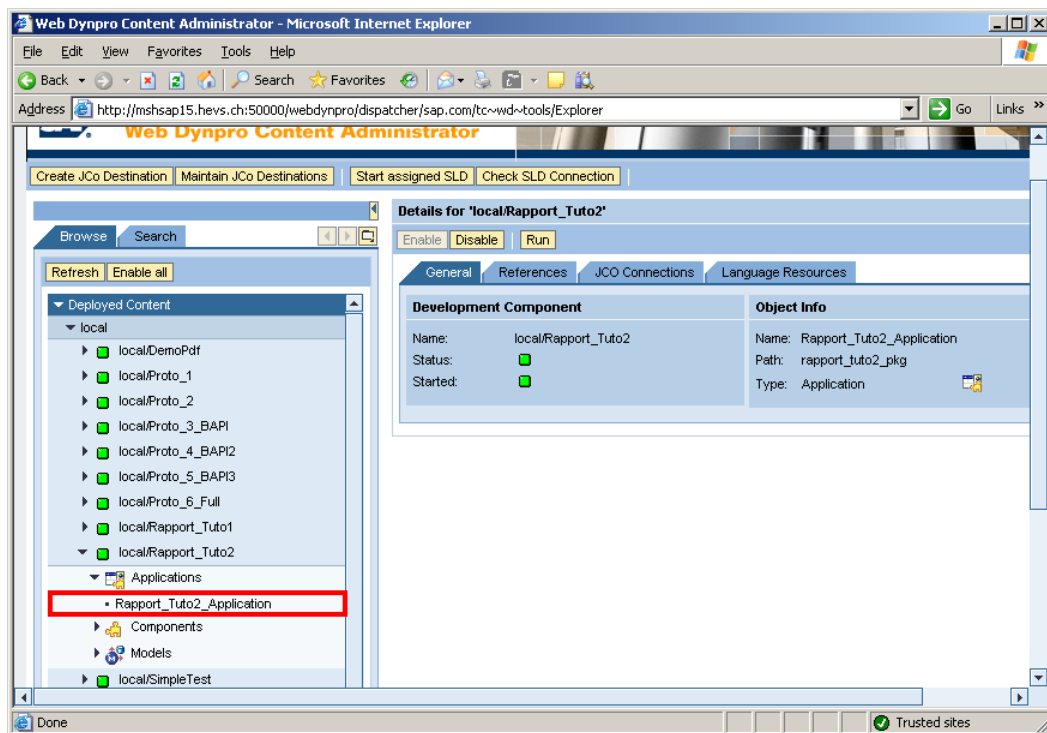 Web Dynpro Content Administrator - Microsoft Internet Explorer
File Edit View Favorites Tools Help
Back Search Favorites
Address http://mshsap15.hevs.ch:50000/webdynpro/dispatcher/sap.com/tc~wd~tools/Explorer Go Links »
Web Dynpro Content Administrator
Create JCo Destination Maintain JCo Destinations Start assigned SLD Check SLD Connection
Details for 'local/Rapport_Tuto2'
Browse Search
Enable Disable Run
Refresh Enable all
General References JCO Connections Language Resources
Deployed Content
Development Component Object Info
local
Name: local/Rapport_Tuto2 Name: Rapport_Tuto2_Application
local/DemoPdf
Status: Path: rapport_tuto2_pkg
local/Proto_1
Started: Type: Application
local/Proto_2
local/Proto_3_BAPI
local/Proto_4_BAPI2
local/Proto_5_BAPI3
local/Proto_6_Full
local/Rapport_Tuto1
local/Rapport_Tuto2
Applications
Rapport_Tuto2_Application
Components
Models
local/SimpleTest
Done Trusted sites